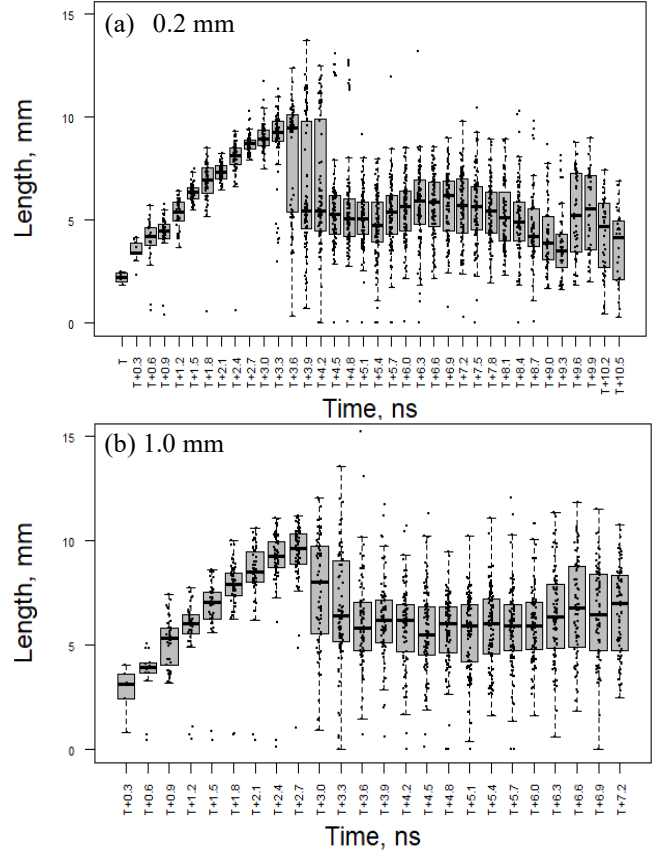 (a) 0.2 mm
Length, mm
15
10
5
0
T
T+0.3
T+0.6
T+0.9
T+1.2
T+1.5
T+1.8
T+2.1
T+2.4
T+2.7
T+3.0
T+3.3
T+3.6
T+3.9
T+4.2
T+4.5
T+4.8
T+5.1
T+5.4
T+5.7
T+6.0
T+6.3
T+6.6
T+6.9
T+7.2
T+7.5
T+7.8
T+8.1
T+8.4
T+8.7
T+9.0
T+9.3
T+9.6
T+9.9
T+10.2
T+10.5
Time, ns
(b) 1.0 mm
Length, mm
15
10
5
0
T+0.3
T+0.6
T+0.9
T+1.2
T+1.5
T+1.8
T+2.1
T+2.4
T+2.7
T+3.0
T+3.3
T+3.6
T+3.9
T+4.2
T+4.5
T+4.8
T+5.1
T+5.4
T+5.7
T+6.0
T+6.3
T+6.6
T+6.9
T+7.2
Time, ns